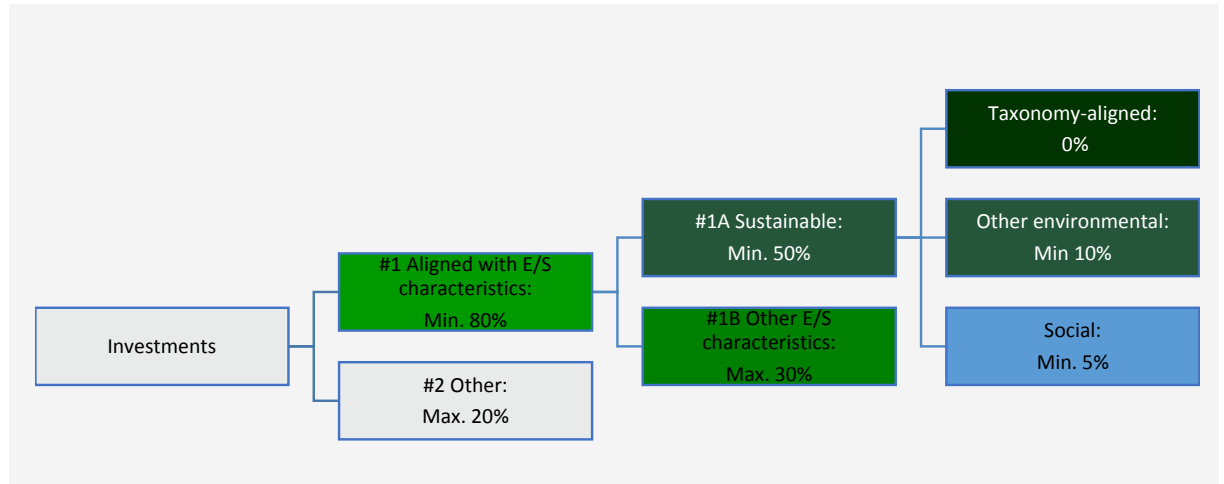 Investments
#1 Aligned with E/S
characteristics:
Min. 80%
#2 Other:
Max. 20%
#1A Sustainable:
Min. 50%
#1B Other E/S
characteristics:
Max. 30%
Taxonomy-aligned:
0%
Other environmental:
Min 10%
Social:
Min. 5%